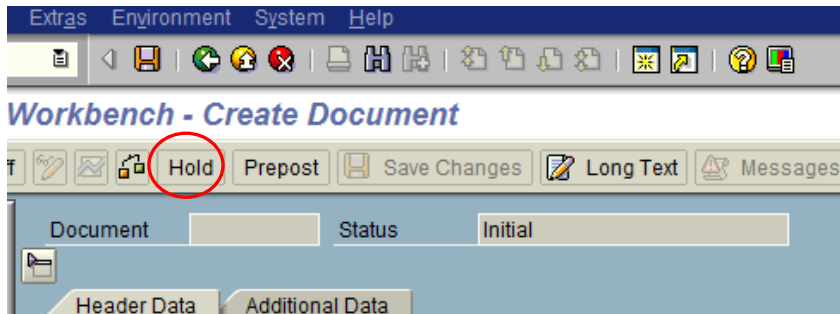 Extras Environment System Help
Workbench - Create Document
ff Hold Prepost Save Changes Long Text Messages
Document Status Initial
Header Data Additional Data